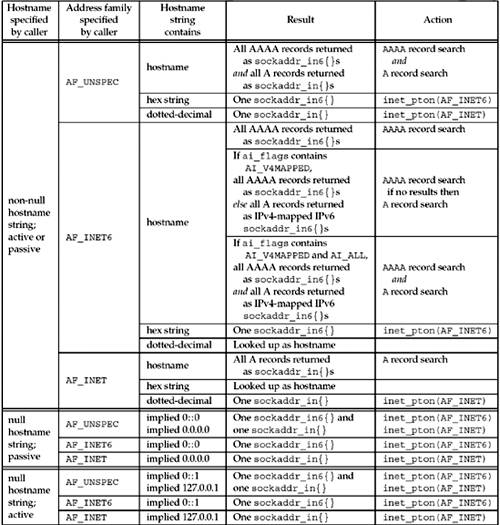 Hostname specified by caller
Address family specified by caller
Hostname string contains
Result
Action
non-null hostname string; active or passive
AF_UNSPEC
hostname
All AAAA records returned
as sockaddr_in6{}s
and all A records returned
as sockaddr_in{}s
AAAA record search
and
A record search
hex string
One sockaddr_in6{}
inet_pton(AF_INET6)
dotted-decimal
One sockaddr_in{}
inet_pton(AF_INET)
AF_INET6
hostname
All AAAA records returned
as sockaddr_in6{}s
AAAA record search
If ai_flags contains
AI_V4MAPPED,
all AAAA records returned
as sockaddr_in6{}s
else all A records returned
as IPv4-mapped IPv6
sockaddr_in6{}s
AAAA record search
if no results then
A record search
If ai_flags contains
AI_V4MAPPED and AI_ALL,
all AAAA records returned
as sockaddr_in6{}s
and all A records returned
as IPv4-mapped IPv6
sockaddr_in6{}s
AAAA record search
and
A record search
hex string
One sockaddr_in6{}
inet_pton(AF_INET6)
dotted-decimal
Looked up as hostname
AF_INET
hostname
All A records returned
as sockaddr_in{}s
A record search
hex string
Looked up as hostname
dotted-decimal
One sockaddr_in{}
inet_pton(AF_INET)
null hostname string; passive
AF_UNSPEC
implied 0::0
implied 0.0.0.0
One sockaddr_in6{} and
one sockaddr_in{}
inet_pton(AF_INET6)
inet_pton(AF_INET)
AF_INET6
implied 0::0
One sockaddr_in6{}
inet_pton(AF_INET6)
AF_INET
implied 0.0.0.0
One sockaddr_in{}
inet_pton(AF_INET)
null hostname string; active
AF_UNSPEC
implied 0::1
implied 127.0.0.1
One sockaddr_in6{} and
one sockaddr_in{}
inet_pton(AF_INET6)
inet_pton(AF_INET)
AF_INET6
implied 0::1
One sockaddr_in6{}
inet_pton(AF_INET6)
AF_INET
implied 127.0.0.1
One sockaddr_in{}
inet_pton(AF_INET)